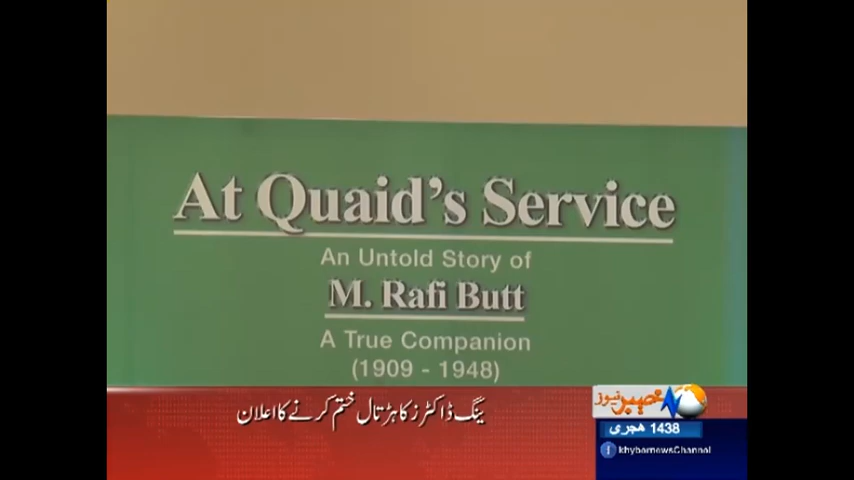 At Quaid's Service
An Untold Story of
M. Rafi Butt
A True Companion
(1909 - 1948)
ینگ ڈاکٹرز کا ہڑتال ختم کرنے کا اعلان
خیبر نیوز
1438 ھجری
khybernewsChannel